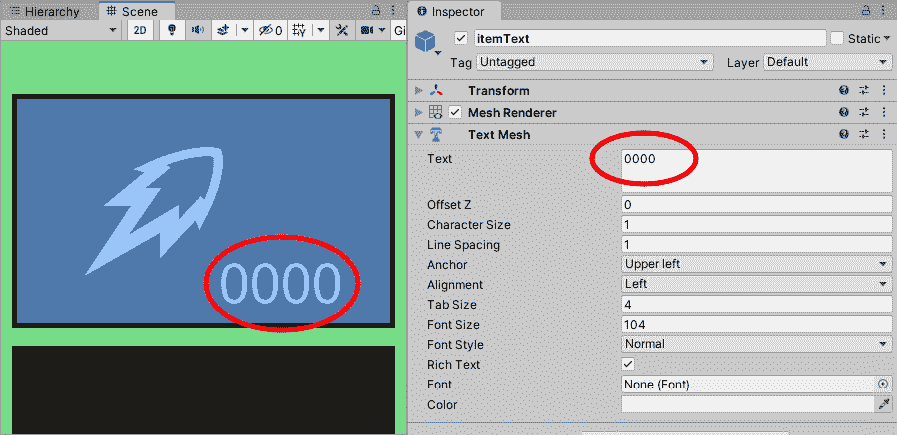 Hierarchy
Scene
Shaded
2D
0
Gi
0000
Inspector
itemText
Static
Tag Untagged
Layer Default
Transform
Mesh Renderer
Text Mesh
Text 0000
Offset Z 0
Character Size 1
Line Spacing 1
Anchor Upper left
Alignment Left
Tab Size 4
Font Size 104
Font Style Normal
Rich Text
Font None (Font)
Color